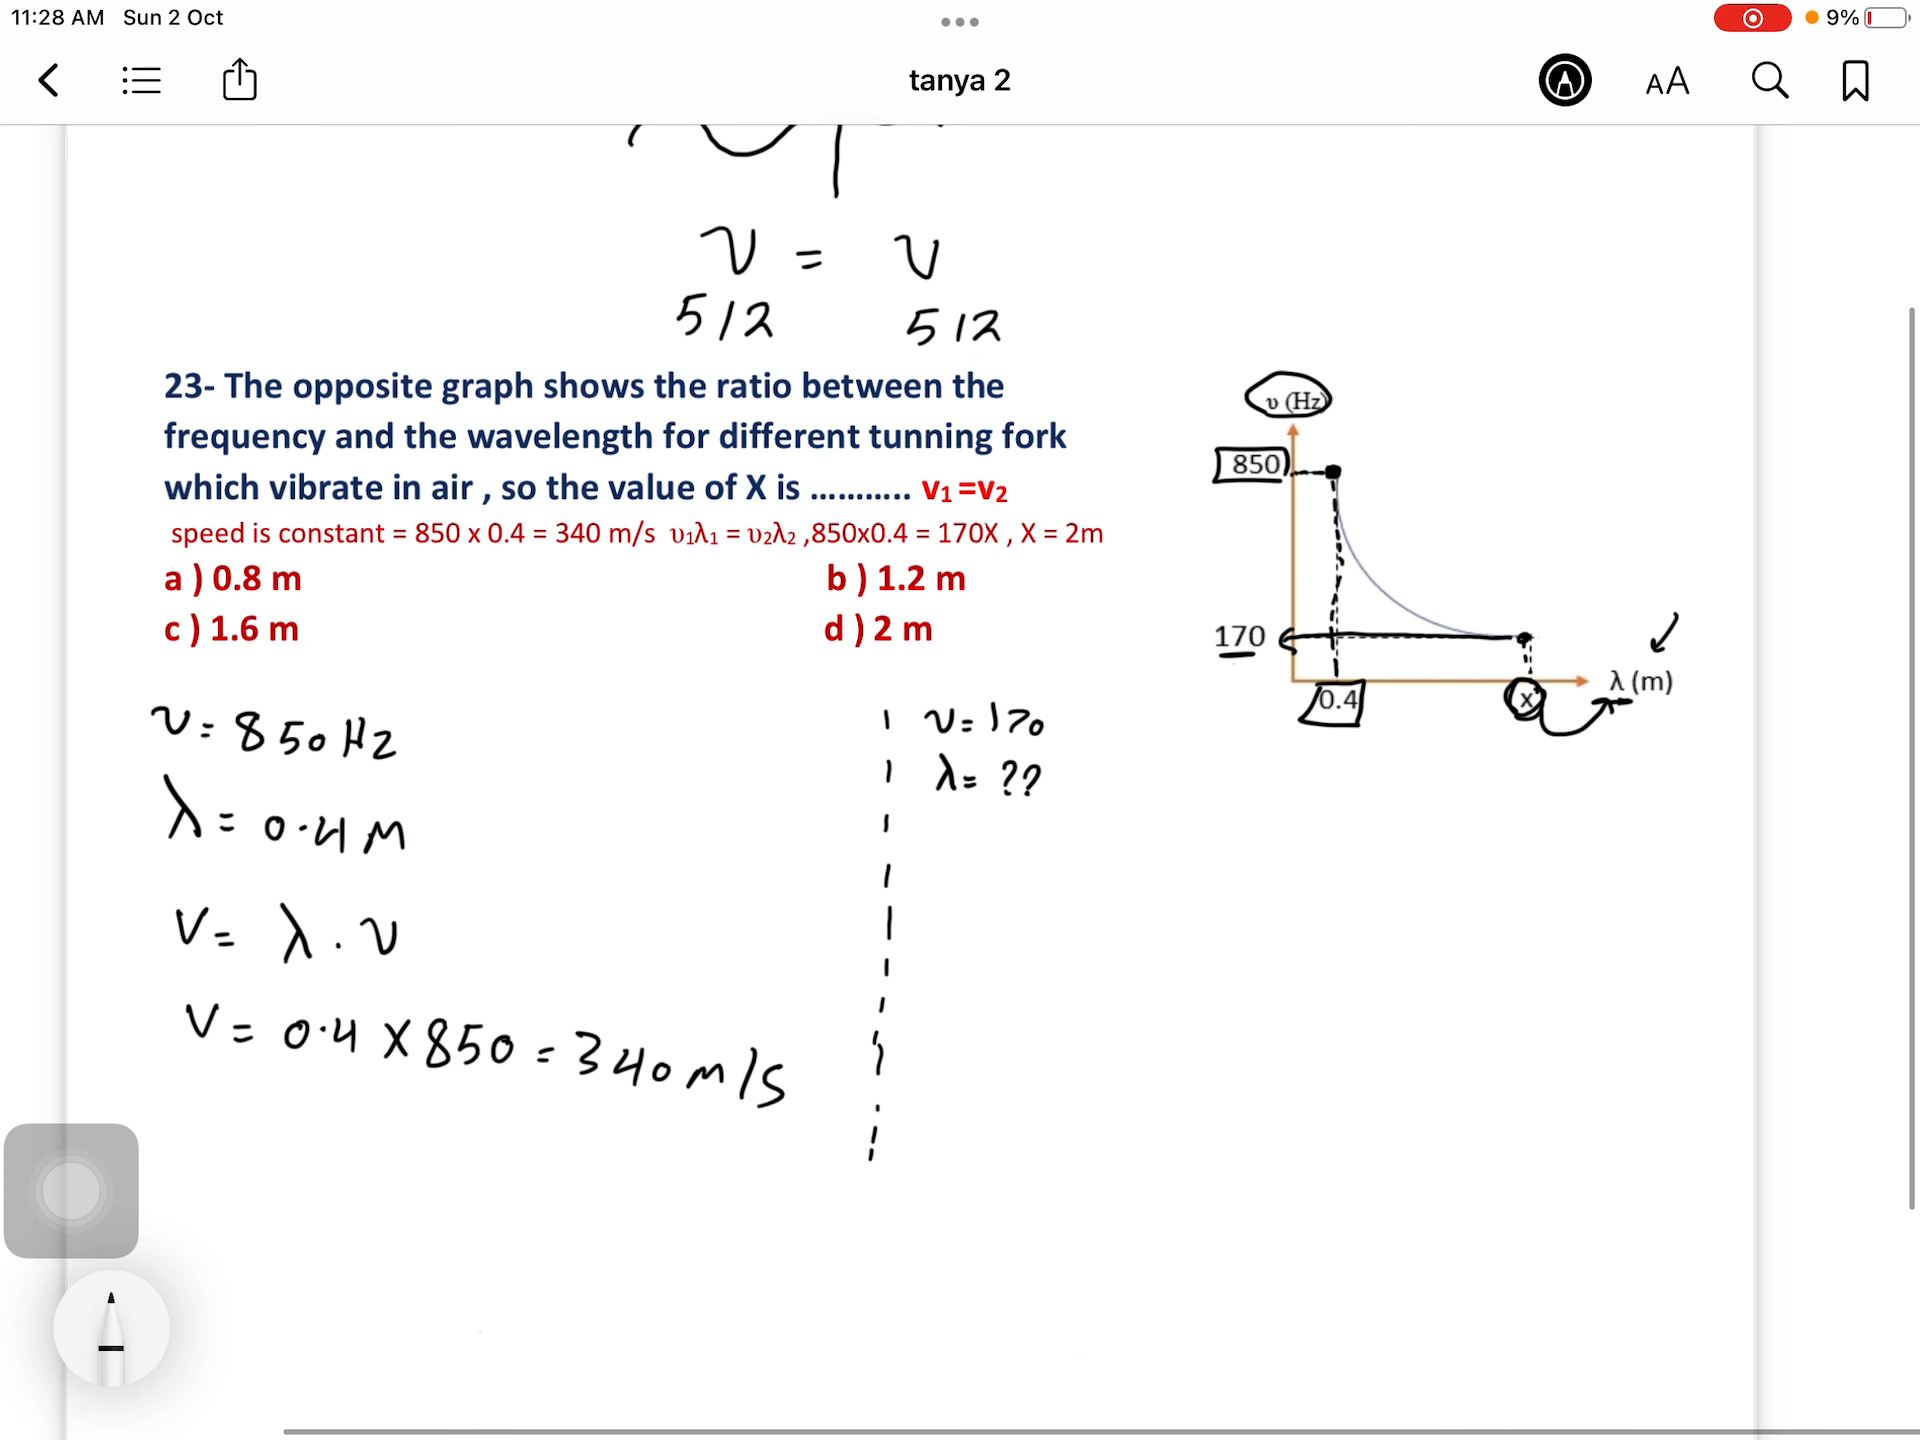 11:28 AM Sun 2 Oct
9%
tanya 2
AA
ν = ν
512 512
23- The opposite graph shows the ratio between the
frequency and the wavelength for different tunning fork
which vibrate in air , so the value of X is ........... v₁ =v₂
speed is constant = 850 x 0.4 = 340 m/s υ₁λ₁ = υ₂λ₂ ,850x0.4 = 170X , X = 2m
a ) 0.8 m b ) 1.2 m
c ) 1.6 m d ) 2 m
υ (Hz)
850
170
0.4 x λ (m)
ν = 850 Hz
λ = 0.4 m
V = λ . ν
V = 0.4 X 850 = 340 m/s
ν = 170
λ = ??